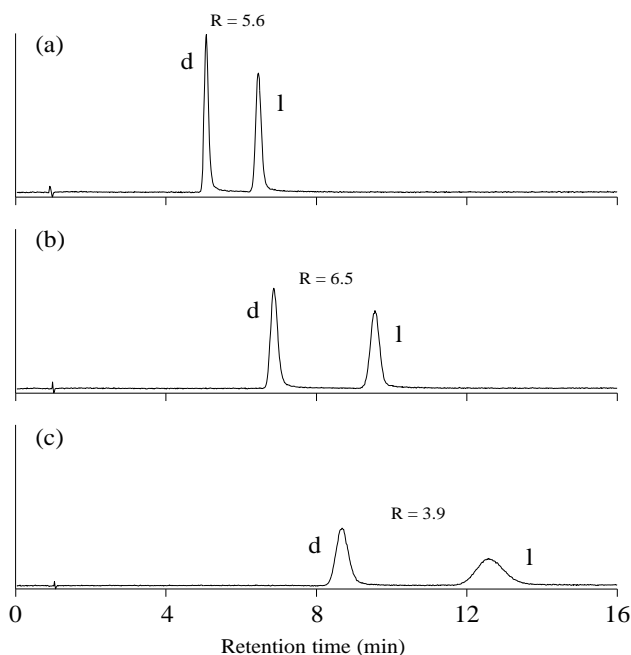 R = 5.6
(a)
d
l
(b)
R = 6.5
d
l
(c)
R = 3.9
d
l
0 4 8 12 16
Retention time (min)